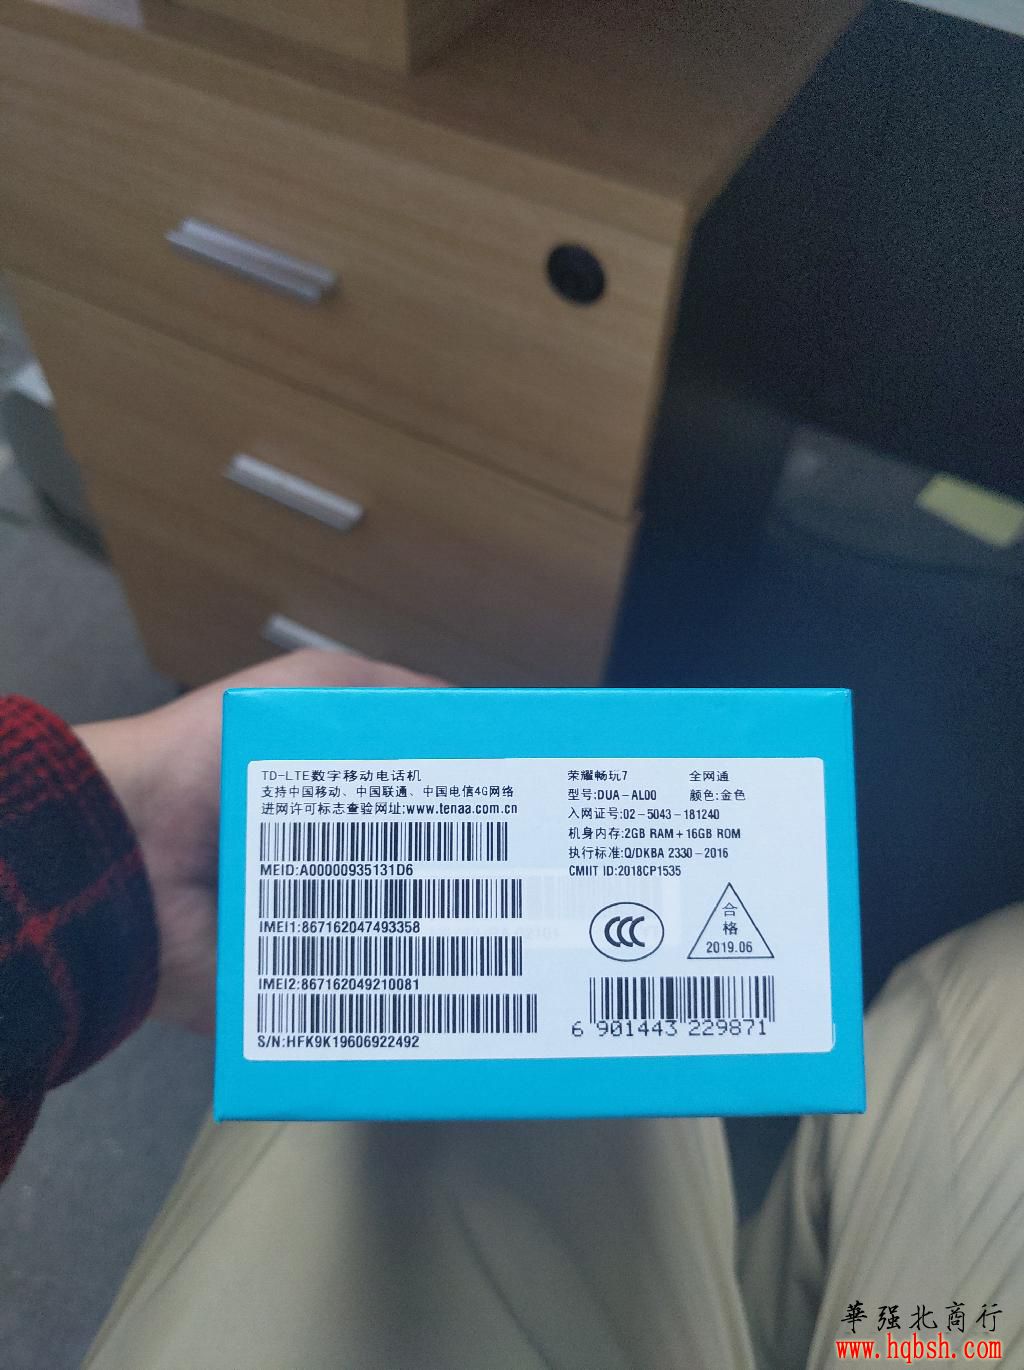 TD-LTE数字移动电话机
支持中国移动、中国联通、中国电信4G网络
进网许可标志查验网址:www.tenaa.com.cn
MEID:A00000935131D6
IMEI1:867162047493358
IMEI2:867162049210081
S/N:HFK9K19606922492
荣耀畅玩7 全网通
型号:DUA-AL00 颜色:金色
入网证号:02-5043-181240
机身内存:2GB RAM+16GB ROM
执行标准:Q/DKBA 2330-2016
CMIIT ID:2018CP1535
CCC
合
格
2019.06
6 901443 229871
華强北商行
www.hqbsh.com